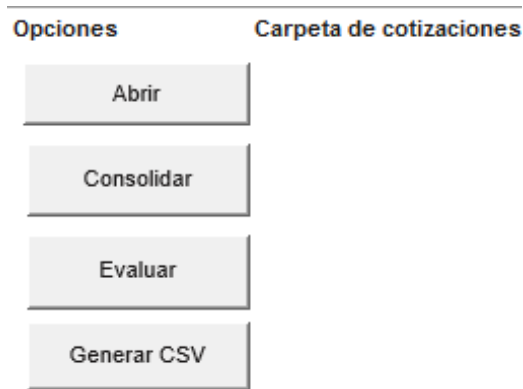 Opciones Carpeta de cotizaciones
Abrir
Consolidar
Evaluar
Generar CSV